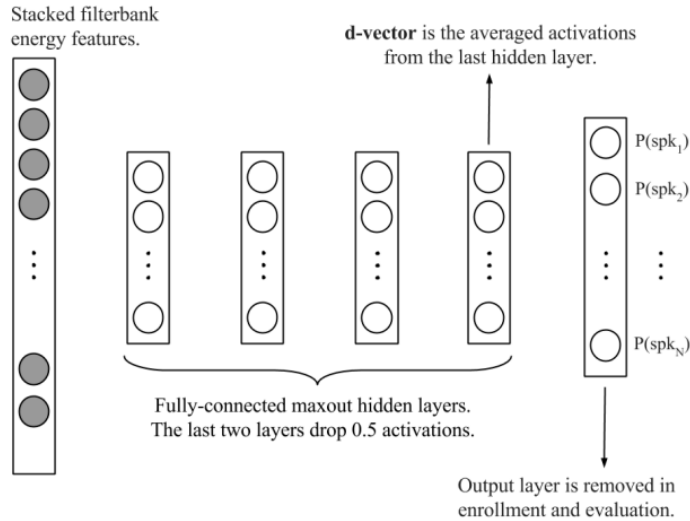 Stacked filterbank
energy features.
d-vector is the averaged activations
from the last hidden layer.
P(spk₁)
P(spk₂)
P(spk_N)
Fully-connected maxout hidden layers.
The last two layers drop 0.5 activations.
Output layer is removed in
enrollment and evaluation.